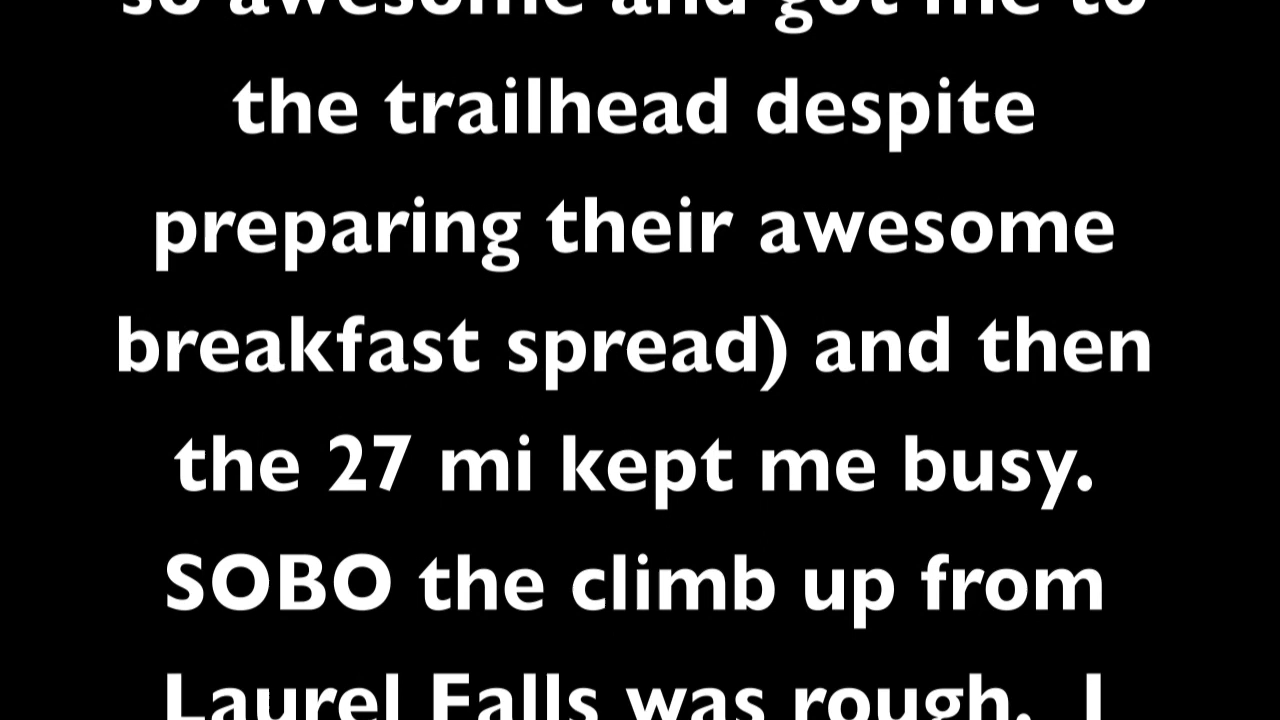 so awesome and got me to
the trailhead despite
preparing their awesome
breakfast spread) and then
the 27 mi kept me busy.
SOBO the climb up from
Laurel Falls was rough.  I